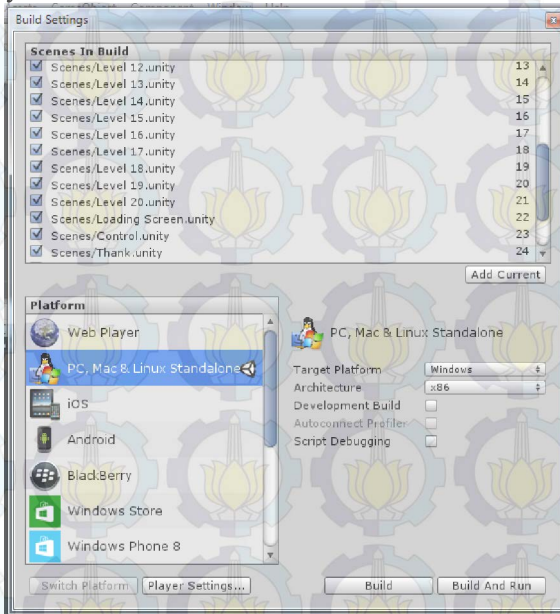 Build Settings
Scenes In Build
Scenes/Level 12.unity 13
Scenes/Level 13.unity 14
Scenes/Level 14.unity 15
Scenes/Level 15.unity 16
Scenes/Level 16.unity 17
Scenes/Level 17.unity 18
Scenes/Level 18.unity 19
Scenes/Level 19.unity 20
Scenes/Level 20.unity 21
Scenes/Loading Screen.unity 22
Scenes/Control.unity 23
Scenes/Thank.unity 24
Add Current
Platform
Web Player
PC, Mac & Linux Standalone
iOS
Android
BlackBerry
Windows Store
Windows Phone 8
PC, Mac & Linux Standalone
Target Platform Windows
Architecture x86
Development Build
Autoconnect Profiler
Script Debugging
Switch Platform Player Settings... Build Build And Run